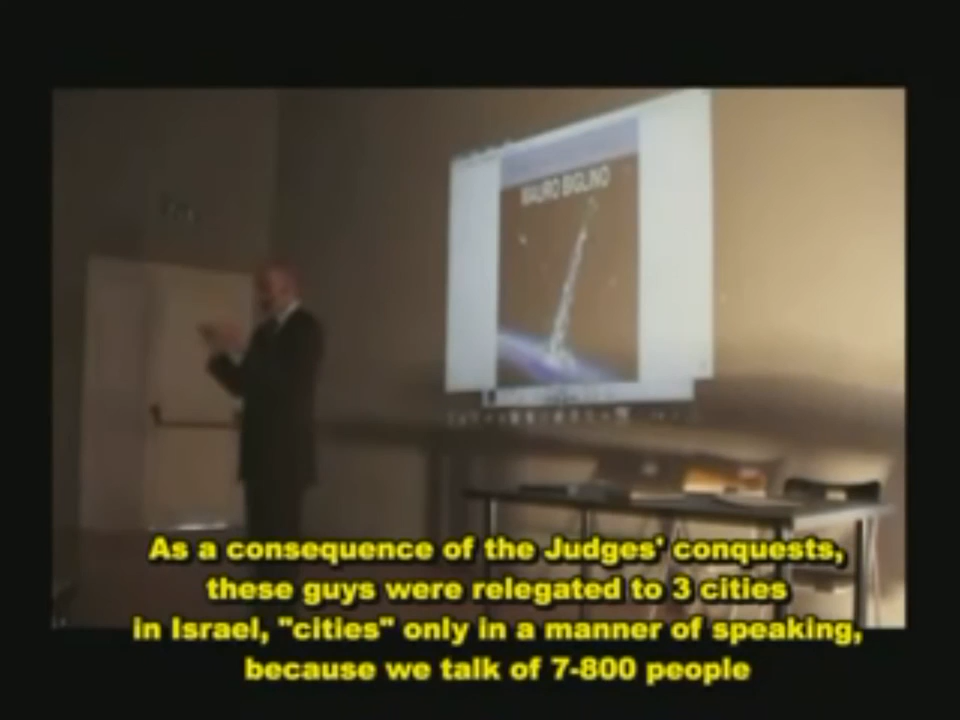 MAURO BIGLINO
As a consequence of the Judges' conquests,
these guys were relegated to 3 cities
in Israel, "cities" only in a manner of speaking,
because we talk of 7-800 people